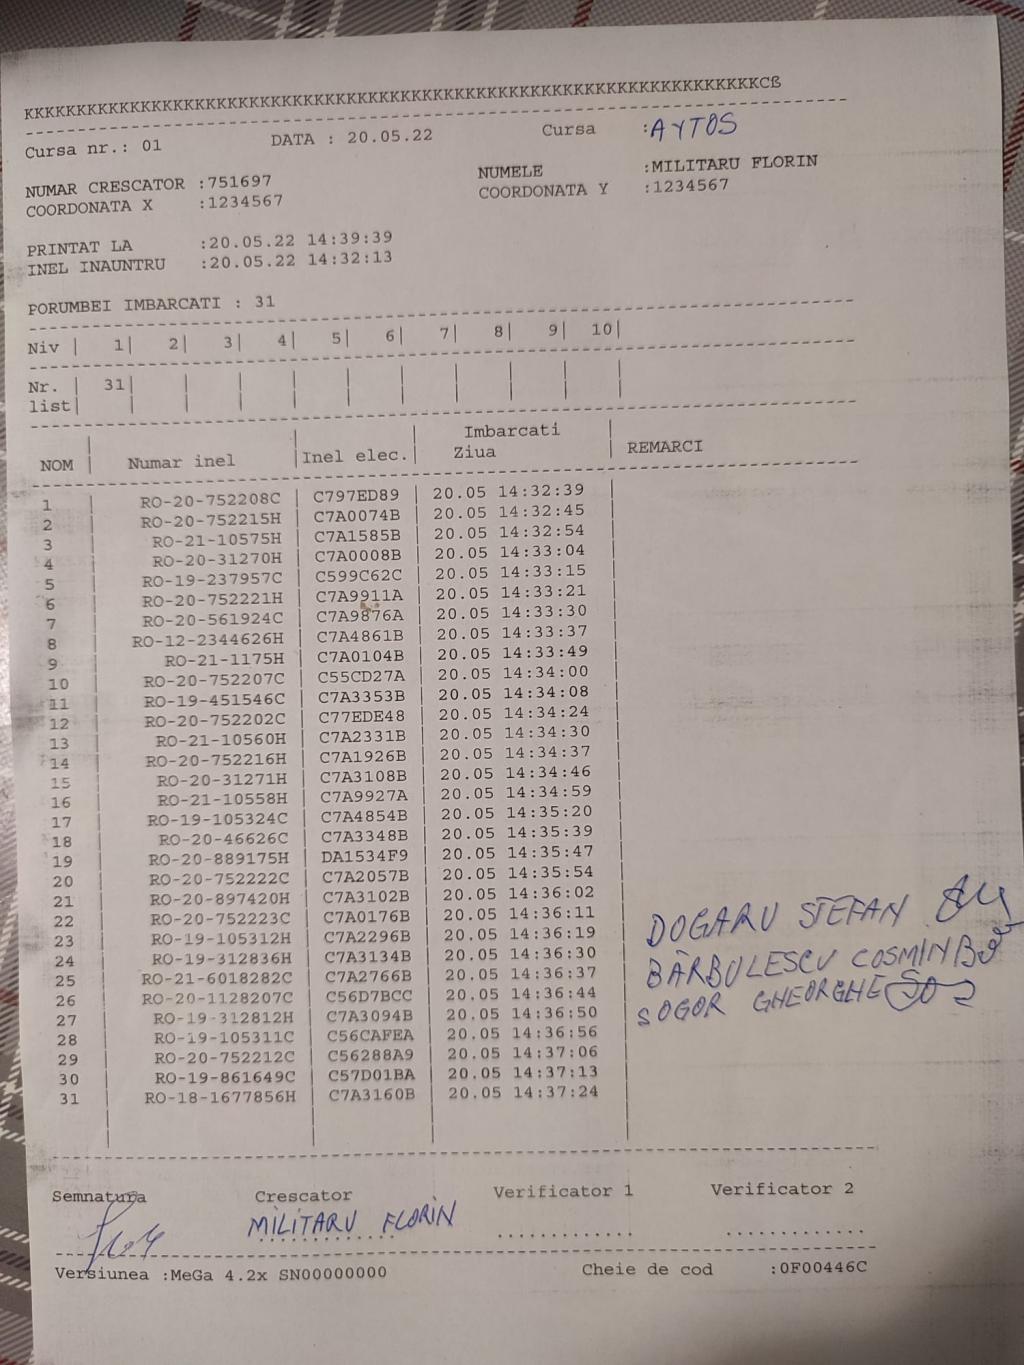 KKKKKKKKKKKKKKKKKKKKKKKKKKKKKKKKKKKKKKKKKKKKKKKKKKKKKKKKKKKKKKKKKKKKCß
Cursa nr.: 01 DATA : 20.05.22 Cursa :AYTOS
NUMAR CRESCATOR :751697 NUMELE :MILITARU FLORIN
COORDONATA X :1234567 COORDONATA Y :1234567
PRINTAT LA :20.05.22 14:39:39
INEL INAUNTRU :20.05.22 14:32:13
PORUMBEI IMBARCATI : 31
Niv | 1| 2| 3| 4| 5| 6| 7| 8| 9| 10|
Nr. | 31| | | | | | | | | |
list| | | | | | | | | | |
NOM | Numar inel | Inel elec. | Imbarcati Ziua | REMARCI
1 | RO-20-752208C | C797ED89 | 20.05 14:32:39 |
2 | RO-20-752215H | C7A0074B | 20.05 14:32:45 |
3 | RO-21-10575H | C7A1585B | 20.05 14:32:54 |
4 | RO-20-31270H | C7A0008B | 20.05 14:33:04 |
5 | RO-19-237957C | C599C62C | 20.05 14:33:15 |
6 | RO-20-752221H | C7A9911A | 20.05 14:33:21 |
7 | RO-20-561924C | C7A9876A | 20.05 14:33:30 |
8 | RO-12-2344626H | C7A4861B | 20.05 14:33:37 |
9 | RO-21-1175H | C7A0104B | 20.05 14:33:49 |
10 | RO-20-752207C | C55CD27A | 20.05 14:34:00 |
11 | RO-19-451546C | C7A3353B | 20.05 14:34:08 |
12 | RO-20-752202C | C77EDE48 | 20.05 14:34:24 |
13 | RO-21-10560H | C7A2331B | 20.05 14:34:30 |
14 | RO-20-752216H | C7A1926B | 20.05 14:34:37 |
15 | RO-20-31271H | C7A3108B | 20.05 14:34:46 |
16 | RO-21-10558H | C7A9927A | 20.05 14:34:59 |
17 | RO-19-105324C | C7A4854B | 20.05 14:35:20 |
18 | RO-20-46626C | C7A3348B | 20.05 14:35:39 |
19 | RO-20-889175H | DA1534F9 | 20.05 14:35:47 |
20 | RO-20-752222C | C7A2057B | 20.05 14:35:54 |
21 | RO-20-897420H | C7A3102B | 20.05 14:36:02 |
22 | RO-20-752223C | C7A0176B | 20.05 14:36:11 |
23 | RO-19-105312H | C7A2296B | 20.05 14:36:19 |
24 | RO-19-312836H | C7A3134B | 20.05 14:36:30 |
25 | RO-21-6018282C | C7A2766B | 20.05 14:36:37 |
26 | RO-20-1128207C | C56D7BCC | 20.05 14:36:44 |
27 | RO-19-312812H | C7A3094B | 20.05 14:36:50 |
28 | RO-19-105311C | C56CAFEA | 20.05 14:36:56 |
29 | RO-20-752212C | C56288A9 | 20.05 14:37:06 |
30 | RO-19-861649C | C57D01BA | 20.05 14:37:13 |
31 | RO-18-1677856H | C7A3160B | 20.05 14:37:24 |
DOGARU STEFAN
BĂRBULESCU COSMIN
SOGOR GHEORGHE
Semnatura Crescator Verificator 1 Verificator 2
MILITARU FLORIN
Versiunea :MeGa 4.2x SN00000000 Cheie de cod :0F00446C